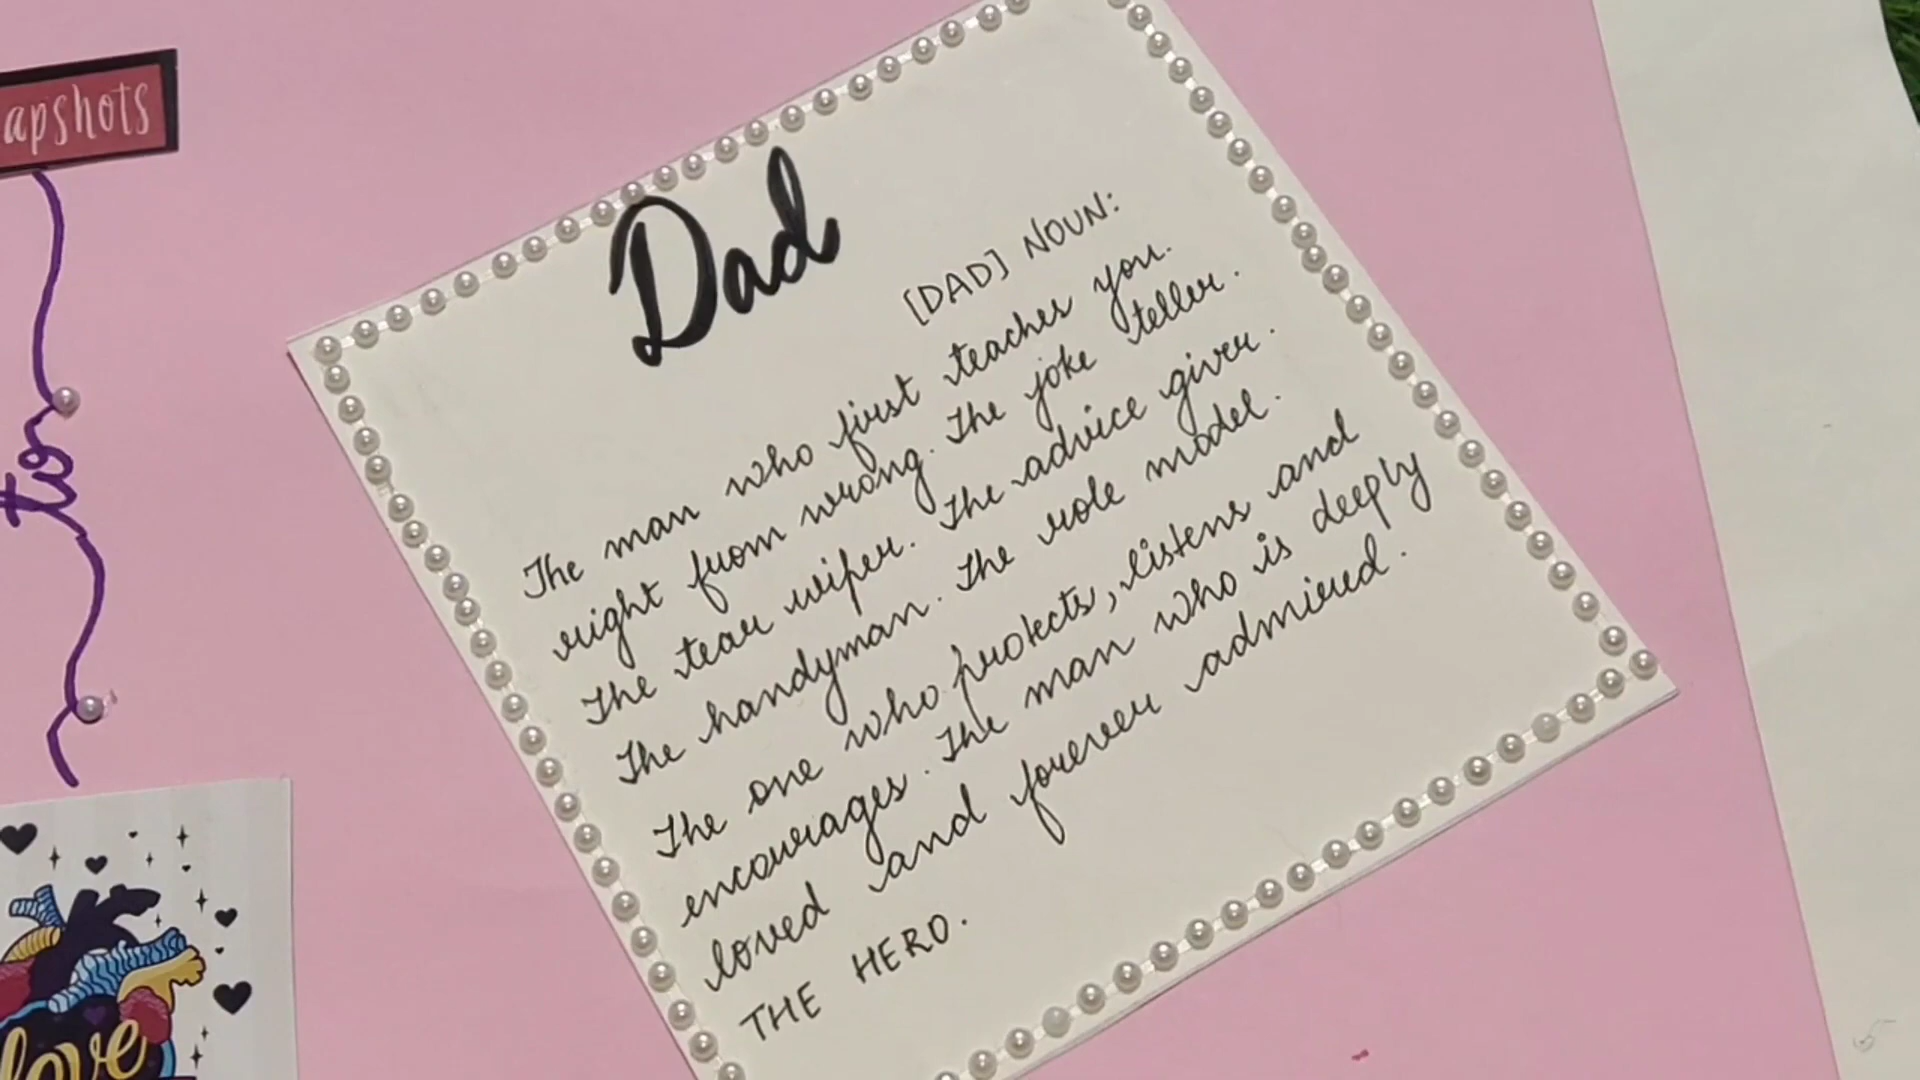 apshots
to
love
Dad
[DAD] NOUN:
The man who first teaches you
right from wrong. The joke teller.
The tear wiper. The advice giver.
The handyman. The role model.
The one who protects, listens and
encourages. The man who is deeply
loved and forever admired.
THE HERO.